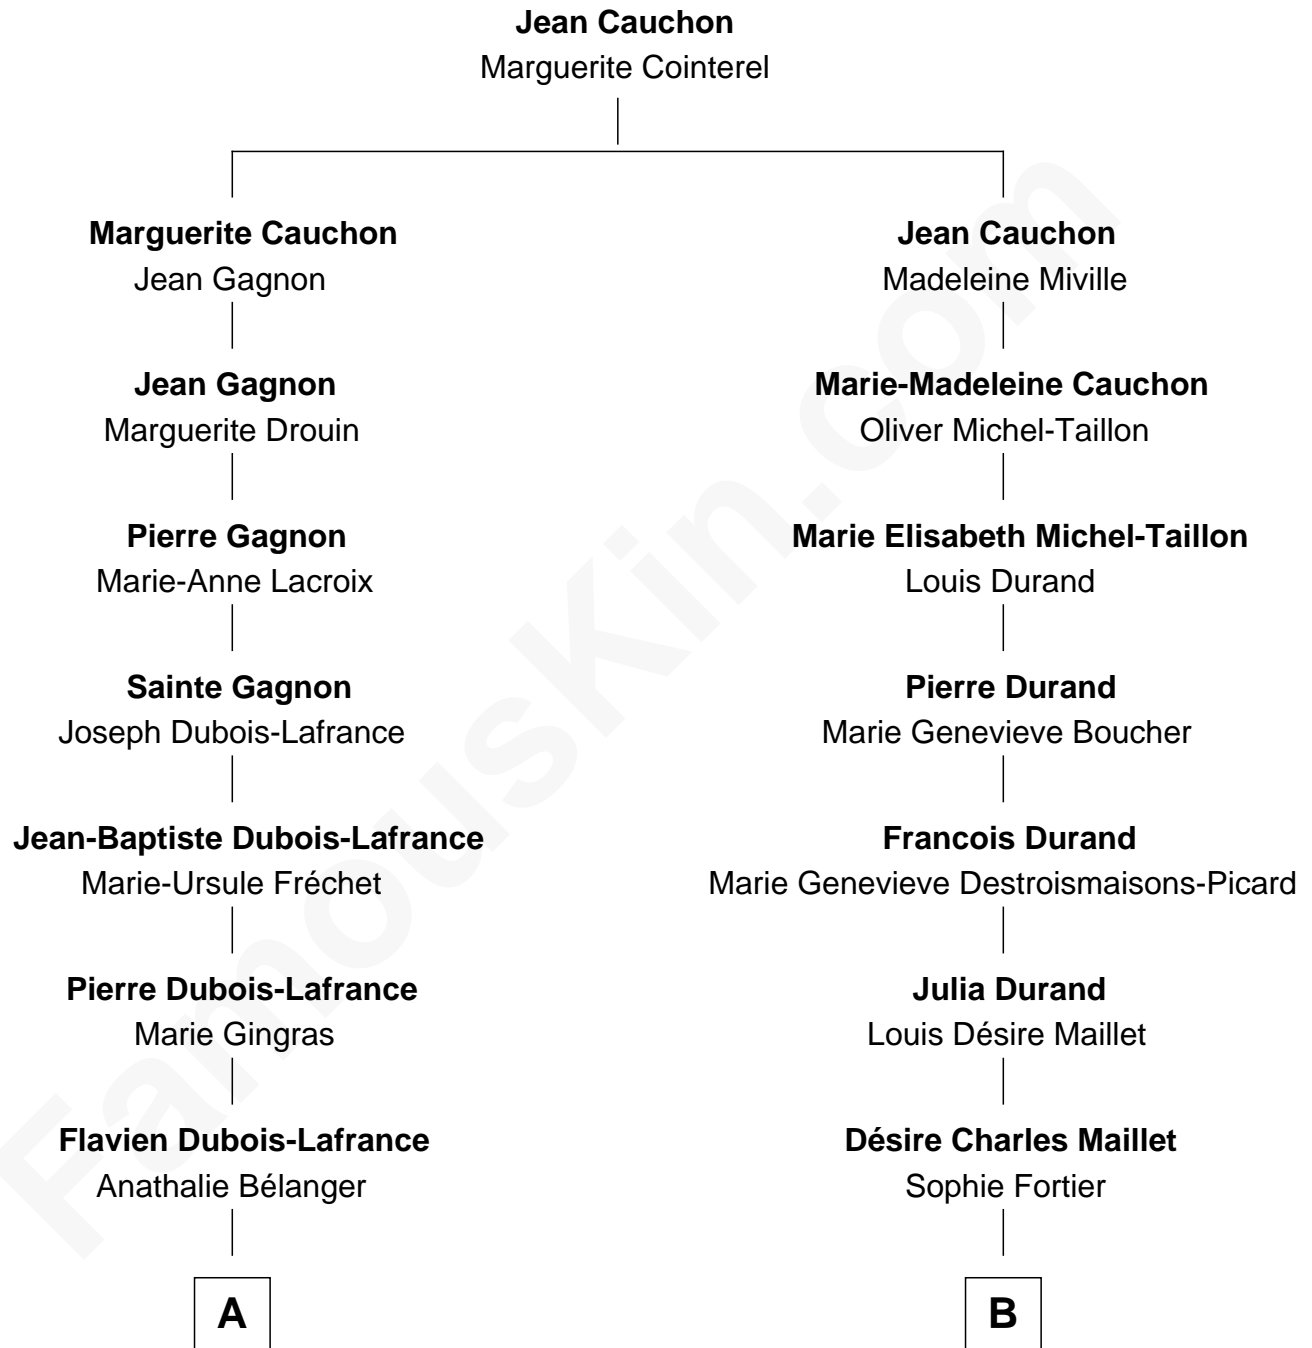 Jean Cauchon
Marguerite Cointerel
Marguerite Cauchon
Jean Gagnon
Jean Cauchon
Madeleine Miville
Jean Gagnon
Marguerite Drouin
Marie-Madeleine Cauchon
Oliver Michel-Taillon
Pierre Gagnon
Marie-Anne Lacroix
Marie Elisabeth Michel-Taillon
Louis Durand
Sainte Gagnon
Joseph Dubois-Lafrance
Pierre Durand
Marie Genevieve Boucher
Jean-Baptiste Dubois-Lafrance
Marie-Ursule Fréchet
Francois Durand
Marie Genevieve Destroismaisons-Picard
Pierre Dubois-Lafrance
Marie Gingras
Julia Durand
Louis Désire Maillet
Flavien Dubois-Lafrance
Anathalie Bélanger
Désire Charles Maillet
Sophie Fortier
A
B
FamousKin.com